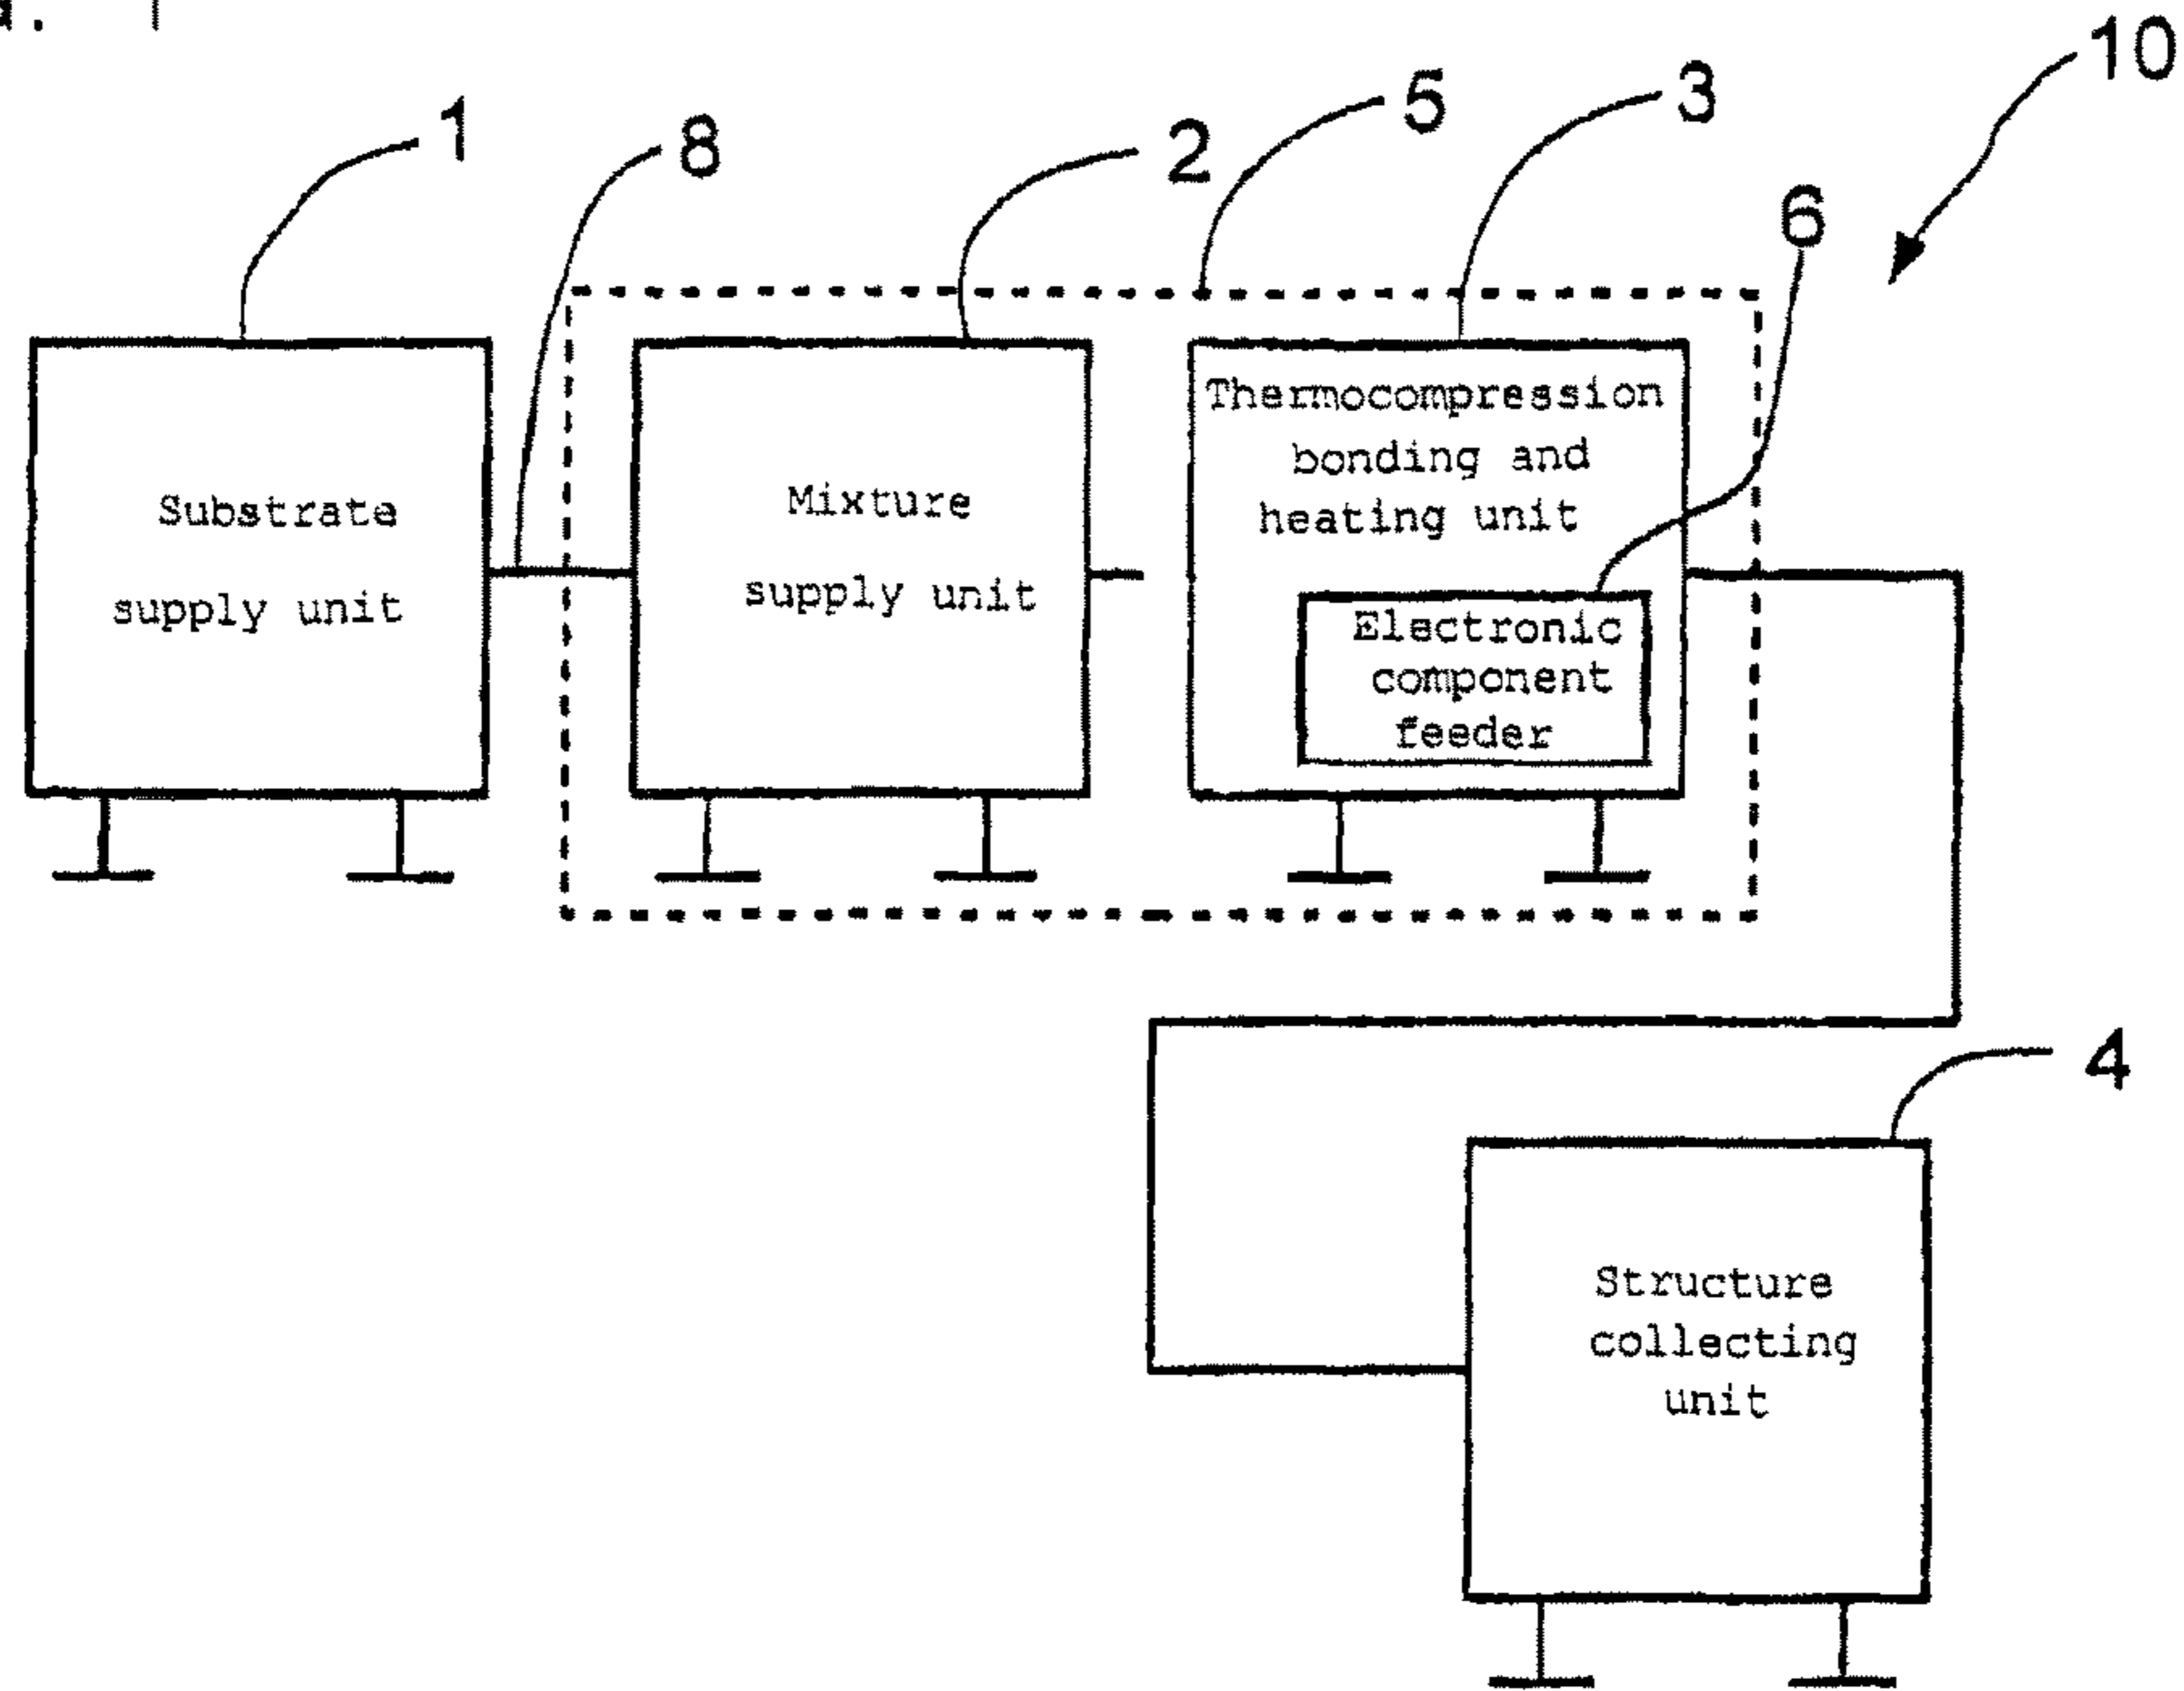 1
8
2
5
3
6
10
Substrate
supply unit
Mixture
supply unit
Thermocompression
bonding and
heating unit
Electronic
component
feeder
4
Structure
collecting
unit